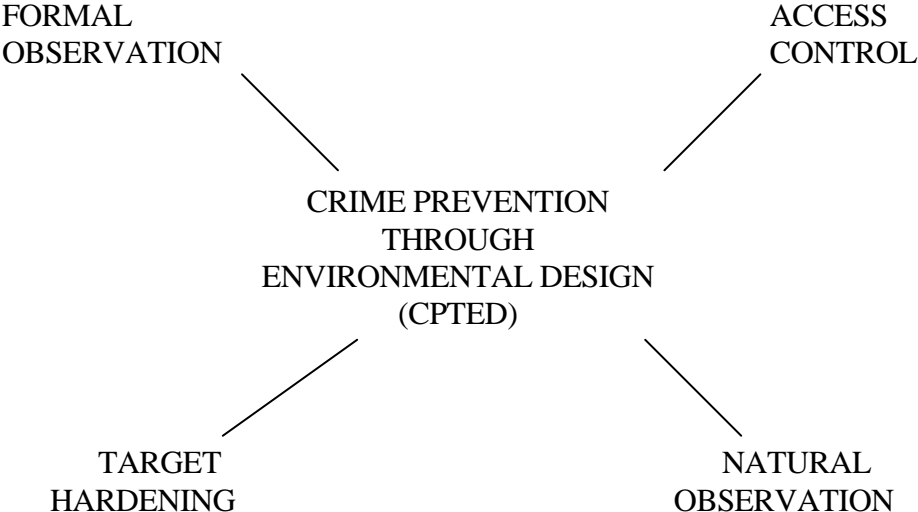 FORMAL
OBSERVATION
ACCESS
CONTROL
CRIME PREVENTION
THROUGH
ENVIRONMENTAL DESIGN
(CPTED)
TARGET
HARDENING
NATURAL
OBSERVATION